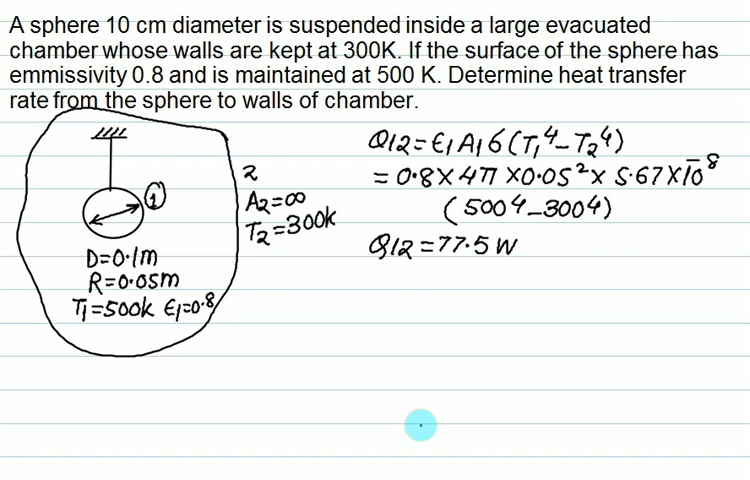 A sphere 10 cm diameter is suspended inside a large evacuated
chamber whose walls are kept at 300K. If the surface of the sphere has
emmissivity 0.8 and is maintained at 500 K. Determine heat transfer
rate from the sphere to walls of chamber.
1
D=0.1m
R=0.05m
T1=500k ε1=0.8
2
A2=∞
T2=300k
Q12=ε1A1σ(T1⁴-T2⁴)
=0.8×4π×0.05²×5.67×10⁻⁸
(500⁴-300⁴)
Q12=77.5W